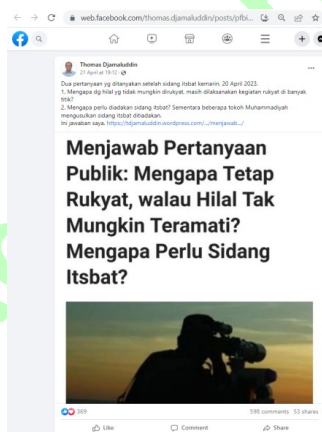 web.facebook.com/thomas.djamaluddin/posts/pfbi...
Thomas Djamaluddin
21 April at 19:12
Dua pertanyaan yg ditanyakan setelah sidang itsbat kemarin, 20 April 2023.
1. Mengapa dg hilal yg tidak mungkin dirukyat, masih dilaksanakan kegiatan rukyat di banyak
titik?
2. Mengapa perlu diadakan sidang itsbat? Sementara beberapa tokoh Muhammadiyah
mengusulkan sidang itsbat ditiadakan.
Ini jawaban saya. https://tdjamaluddin.wordpress.com/.../menjawab.../
Menjawab Pertanyaan
Publik: Mengapa Tetap
Rukyat, walau Hilal Tak
Mungkin Teramati?
Mengapa Perlu Sidang
Itsbat?
369
598 comments 53 shares
Like Comment Share